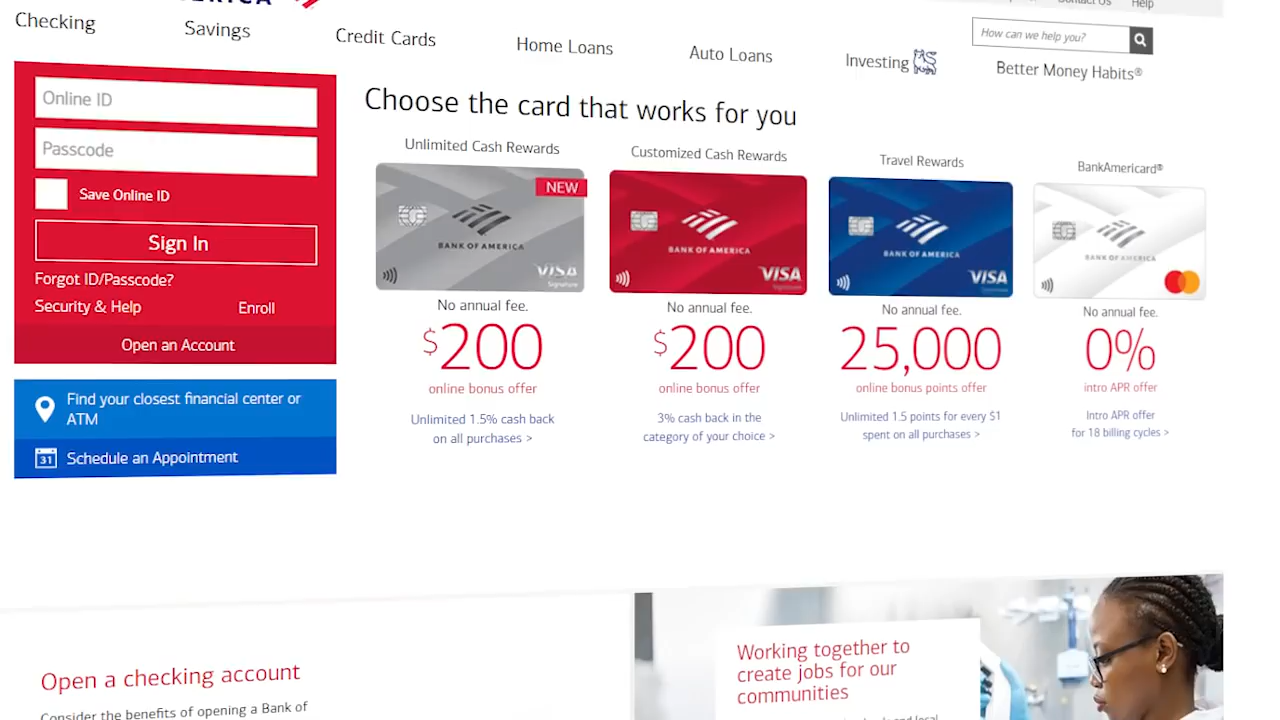 Contact Us
Help
Checking
Savings
Credit Cards
Home Loans
Auto Loans
Investing
How can we help you?
Better Money Habits®
Online ID
Passcode
Save Online ID
Sign In
Forgot ID/Passcode?
Security & Help
Enroll
Open an Account
Find your closest financial center or
ATM
31
Schedule an Appointment
Choose the card that works for you
Unlimited Cash Rewards
NEW
BANK OF AMERICA
VISA
Signature
No annual fee.
$200
online bonus offer
Unlimited 1.5% cash back
on all purchases >
Customized Cash Rewards
BANK OF AMERICA
VISA
Signature
No annual fee.
$200
online bonus offer
3% cash back in the
category of your choice >
Travel Rewards
BANK OF AMERICA
VISA
No annual fee.
25,000
online bonus points offer
Unlimited 1.5 points for every $1
spent on all purchases >
BankAmericard®
BANK OF AMERICA
No annual fee.
0%
intro APR offer
Intro APR offer
for 18 billing cycles >
Open a checking account
Consider the benefits of opening a Bank of
Working together to
create jobs for our
communities